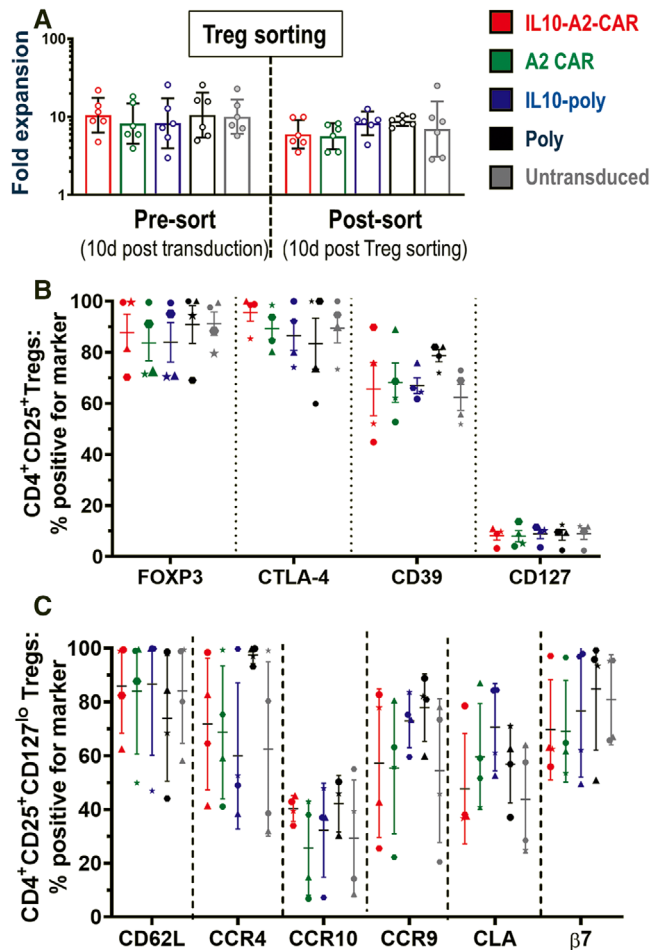 A
Treg sorting
Fold expansion
100
10
1
Pre-sort
(10d post transduction)
Post-sort
(10d post Treg sorting)
IL10-A2-CAR
A2 CAR
IL10-poly
Poly
Untransduced
B
CD4+CD25+Tregs:
% positive for marker
100
80
60
40
20
0
FOXP3
CTLA-4
CD39
CD127
C
CD4+CD25+CD127lo Tregs:
% positive for marker
100
80
60
40
20
0
CD62L
CCR4
CCR10
CCR9
CLA
β7